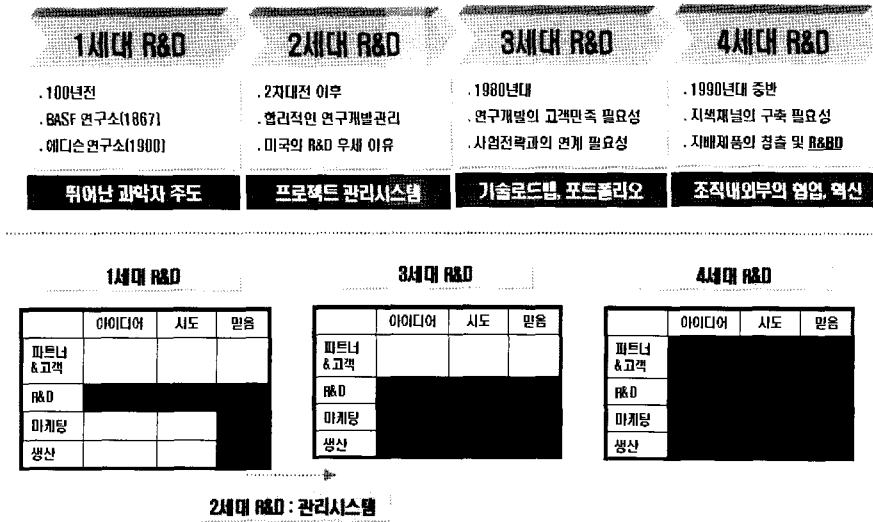 1세대 R&D
2세대 R&D
3세대 R&D
4세대 R&D
. 100년전
. BASF 연구소(1867)
. 에디슨연구소(1900)
. 2차대전 이후
. 합리적인 연구개발관리
. 미국의 R&D 우세 이유
. 1980년대
. 연구개발의 고객만족 필요성
. 사업전략과의 연계 필요성
. 1990년대 중반
. 지색채널의 구축 필요성
. 지배제품의 창출 및 R&BD
뛰어난 과학자 주도
프로젝트 관리시스템
기술로드맵, 포트폴리오
조직내외부의 협업, 혁신
1세대 R&D
3세대 R&D
4세대 R&D
아이디어 시도 믿음
파트너
&고객
R&D
마케팅
생산
아이디어 시도 믿음
파트너
&고객
R&D
마케팅
생산
아이디어 시도 믿음
파트너
&고객
R&D
마케팅
생산
2세대 R&D : 관리시스템